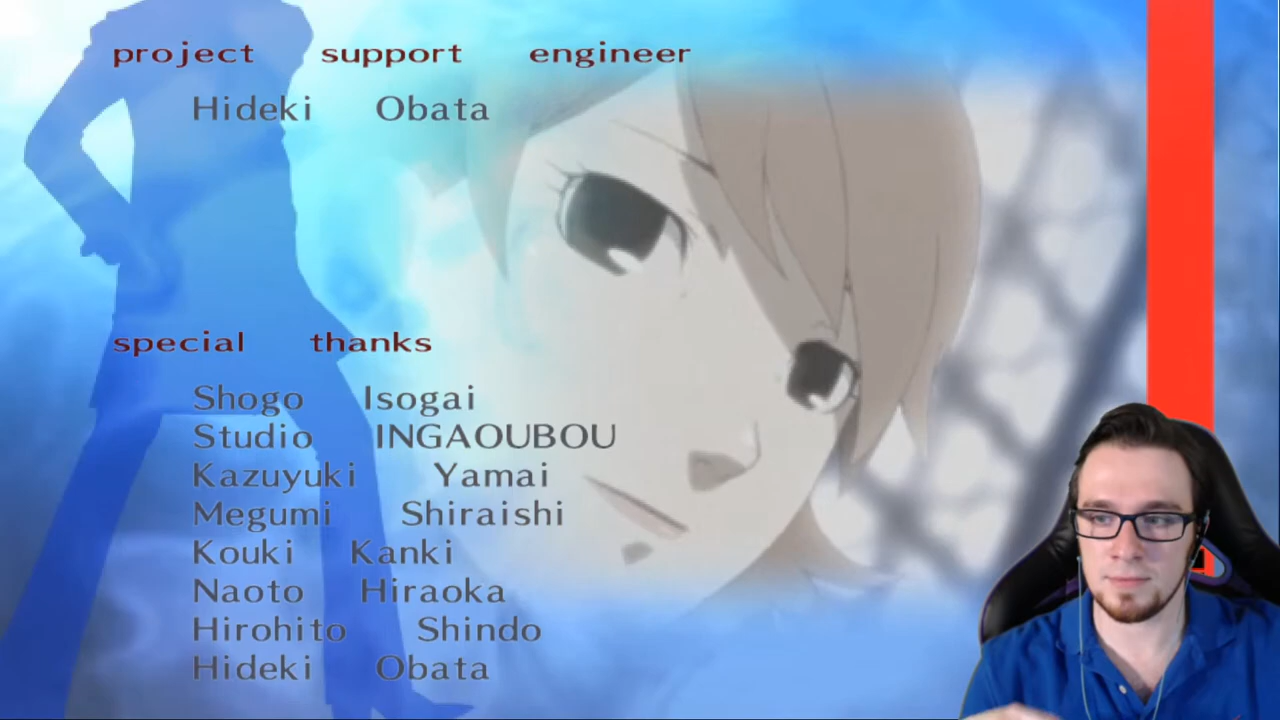 project support engineer
Hideki Obata
special thanks
Shogo Isogai
Studio INGAOUBOU
Kazuyuki Yamai
Megumi Shiraishi
Kouki Kanki
Naoto Hiraoka
Hirohito Shindo
Hideki Obata